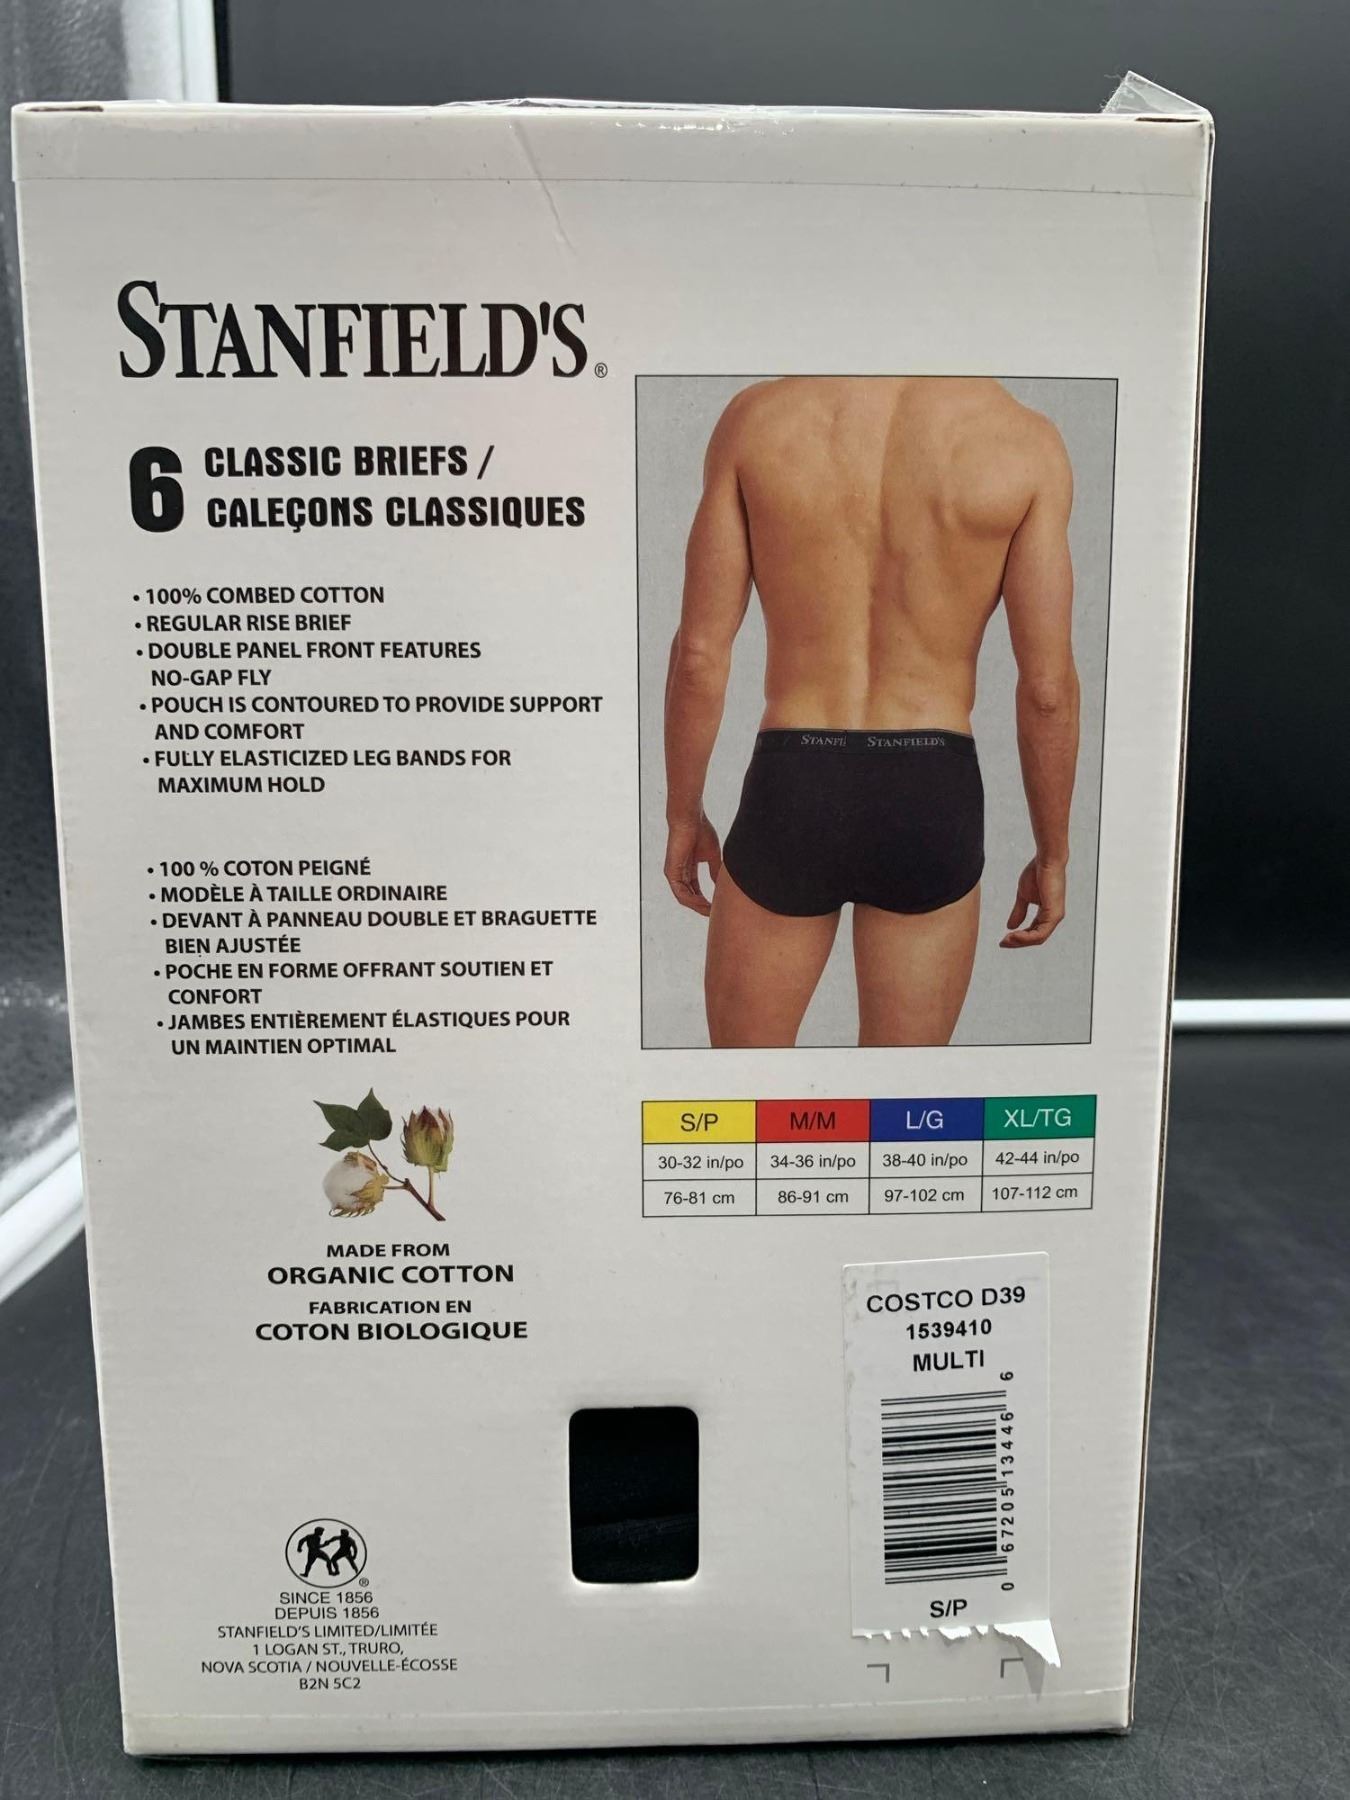 STANFIELD'S®
6 CLASSIC BRIEFS /
CALEÇONS CLASSIQUES
• 100% COMBED COTTON
• REGULAR RISE BRIEF
• DOUBLE PANEL FRONT FEATURES
NO-GAP FLY
• POUCH IS CONTOURED TO PROVIDE SUPPORT
AND COMFORT
• FULLY ELASTICIZED LEG BANDS FOR
MAXIMUM HOLD
• 100 % COTON PEIGNÉ
• MODÈLE À TAILLE ORDINAIRE
• DEVANT À PANNEAU DOUBLE ET BRAGUETTE
BIEN AJUSTÉE
• POCHE EN FORME OFFRANT SOUTIEN ET
CONFORT
• JAMBES ENTIÈREMENT ÉLASTIQUES POUR
UN MAINTIEN OPTIMAL
STANFI STANFIELD'S
S/P M/M L/G XL/TG
30-32 in/po 34-36 in/po 38-40 in/po 42-44 in/po
76-81 cm 86-91 cm 97-102 cm 107-112 cm
MADE FROM
ORGANIC COTTON
FABRICATION EN
COTON BIOLOGIQUE
COSTCO D39
1539410
MULTI
0 67205 13446 6
S/P
®
SINCE 1856
DEPUIS 1856
STANFIELD'S LIMITED/LIMITÉE
1 LOGAN ST., TRURO,
NOVA SCOTIA / NOUVELLE-ÉCOSSE
B2N 5C2